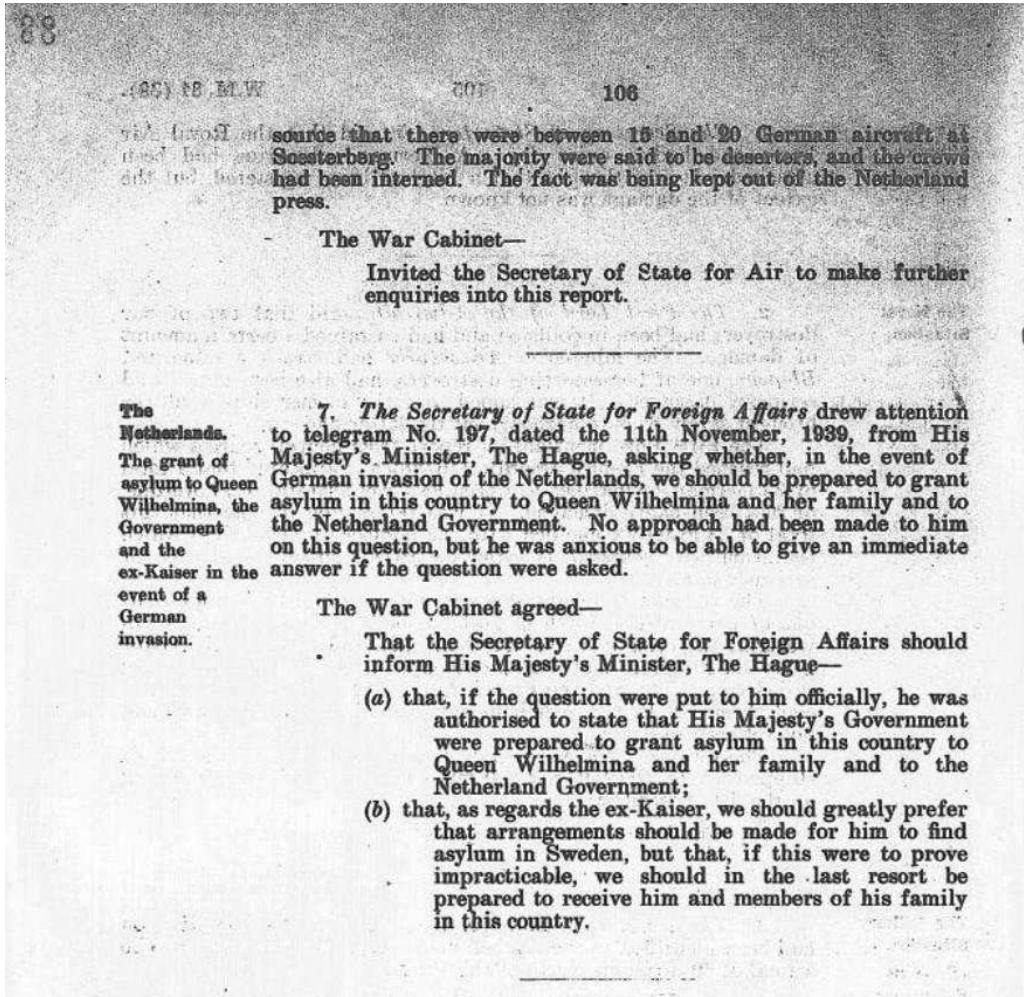 88
106
source that there were between 15 and 20 German aircraft at
Soesterberg. The majority were said to be deserters, and the crews
had been interned. The fact was being kept out of the Netherland
press.
The War Cabinet—
Invited the Secretary of State for Air to make further
enquiries into this report.
The
Netherlands.
The grant of
asylum to Queen
Wilhelmina, the
Government
and the
ex-Kaiser in the
event of a
German
invasion.
7. The Secretary of State for Foreign Affairs drew attention
to telegram No. 197, dated the 11th November, 1939, from His
Majesty's Minister, The Hague, asking whether, in the event of
German invasion of the Netherlands, we should be prepared to grant
asylum in this country to Queen Wilhelmina and her family and to
the Netherland Government. No approach had been made to him
on this question, but he was anxious to be able to give an immediate
answer if the question were asked.
The War Cabinet agreed—
That the Secretary of State for Foreign Affairs should
inform His Majesty's Minister, The Hague—
(a) that, if the question were put to him officially, he was
authorised to state that His Majesty's Government
were prepared to grant asylum in this country to
Queen Wilhelmina and her family and to the
Netherland Government;
(b) that, as regards the ex-Kaiser, we should greatly prefer
that arrangements should be made for him to find
asylum in Sweden, but that, if this were to prove
impracticable, we should in the last resort be
prepared to receive him and members of his family
in this country.